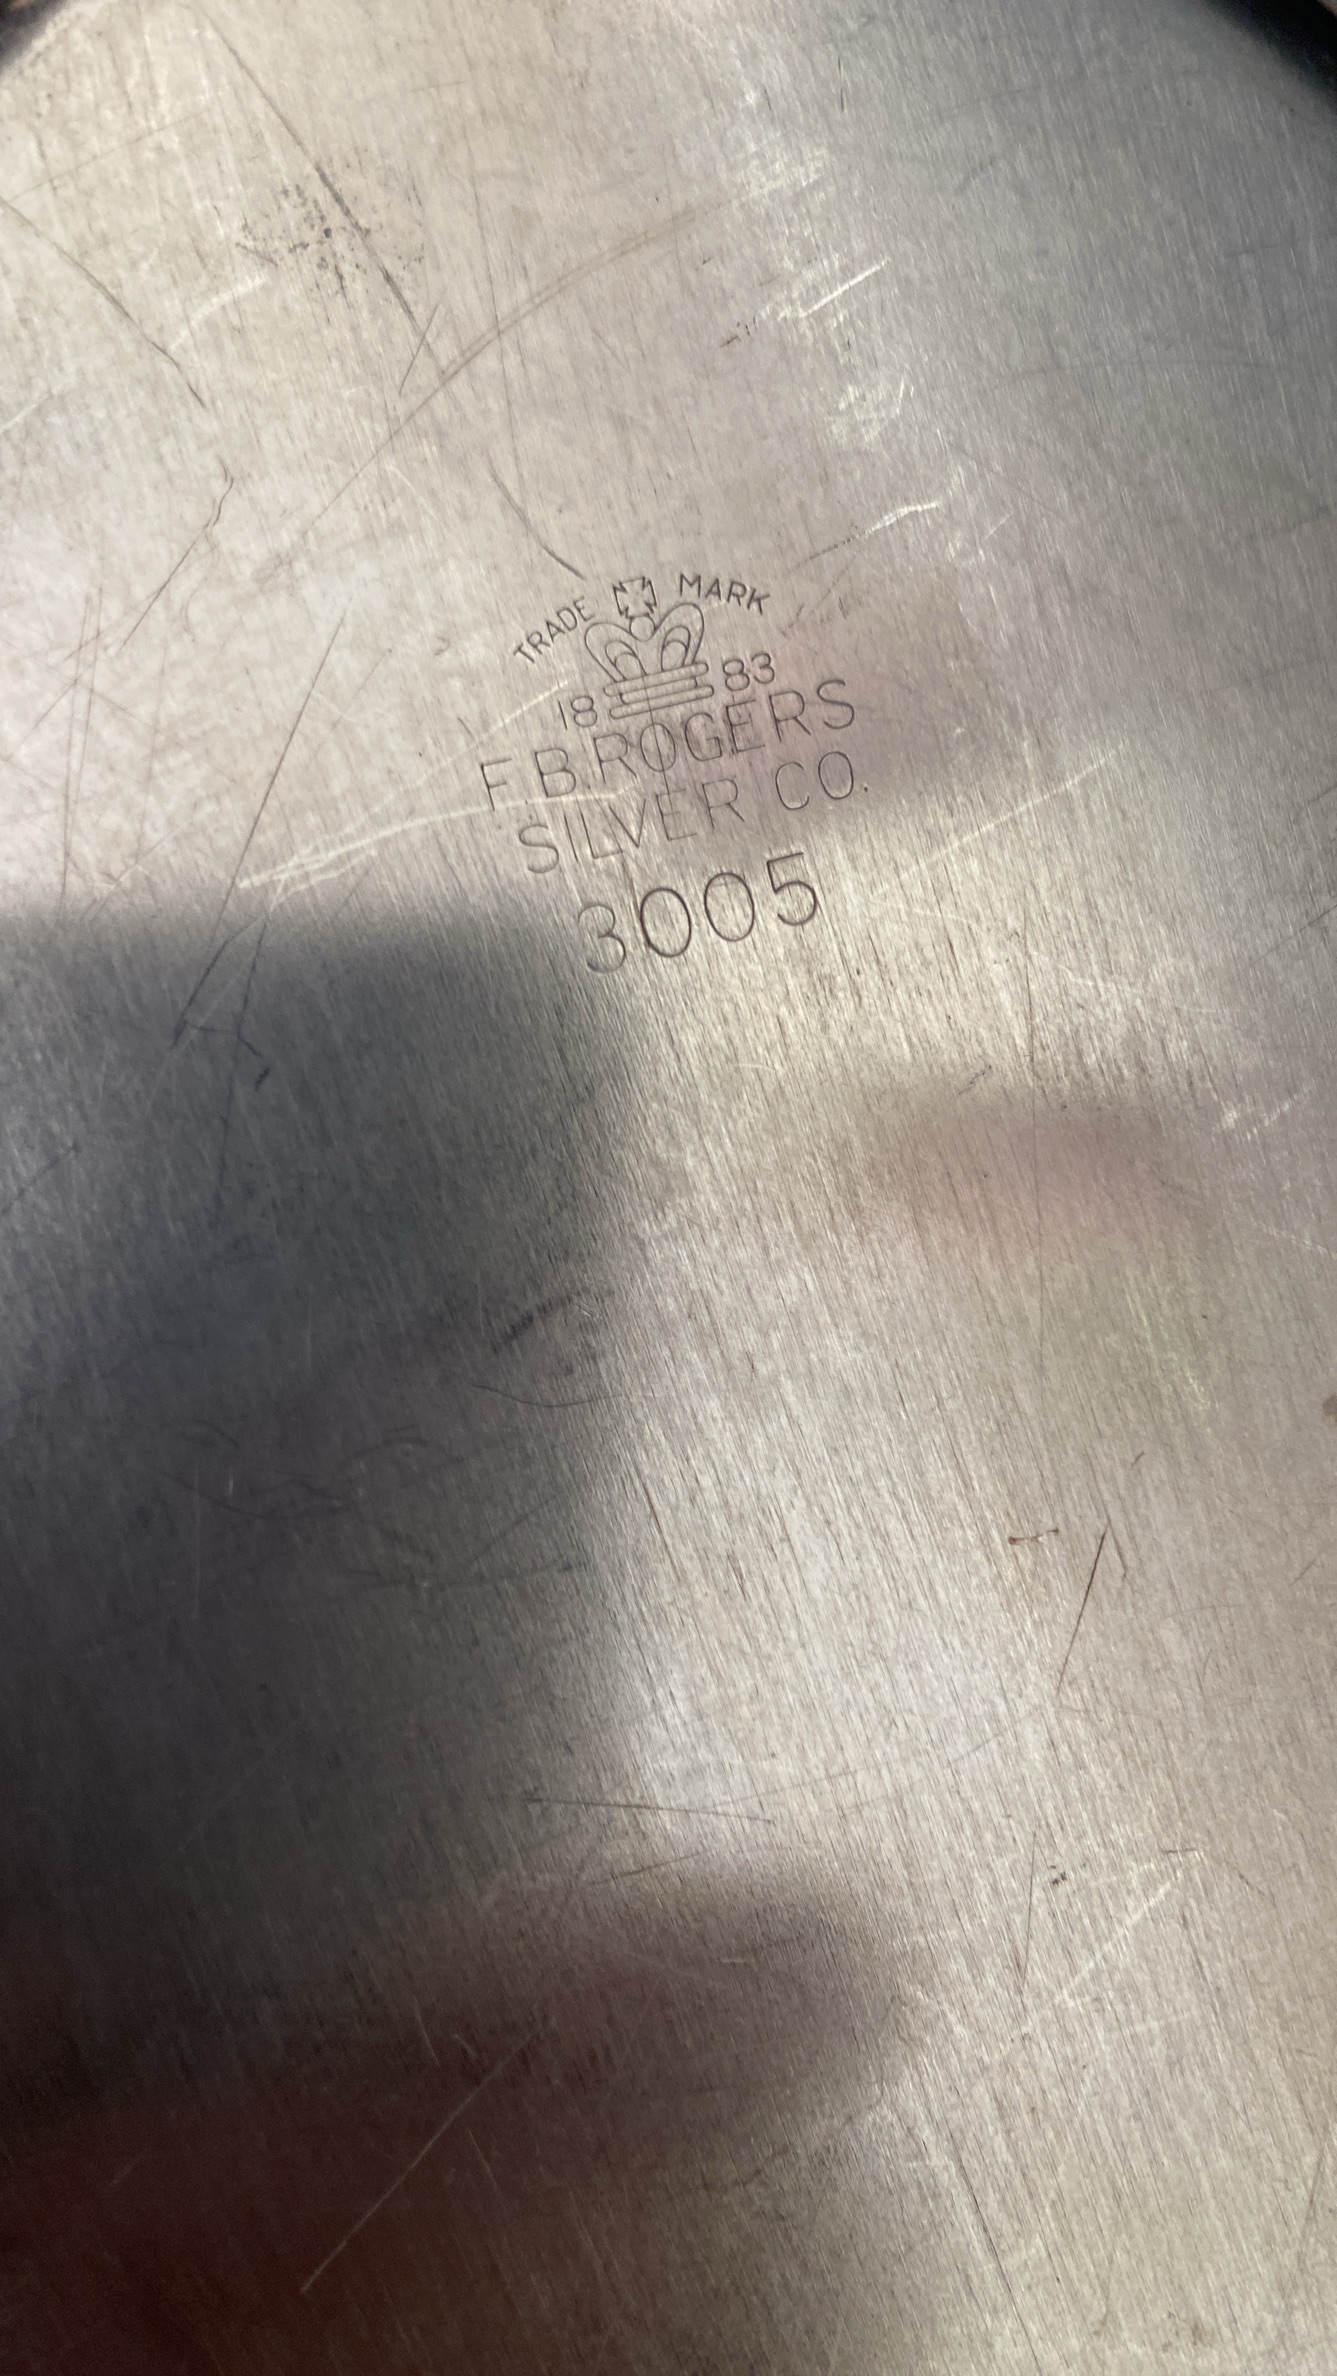 TRADE MARK
18 83
F.B.ROGERS
SILVER CO.
3005